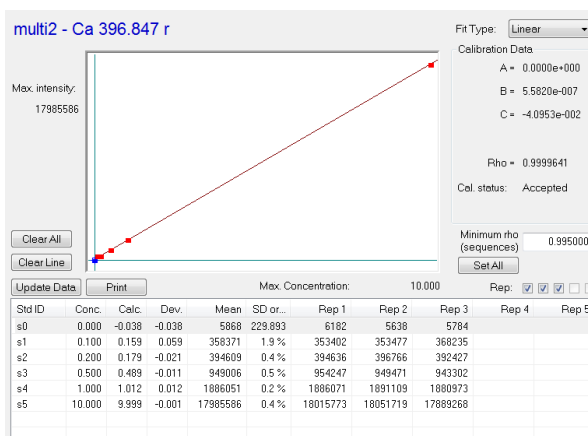 multi2 - Ca 396.847 r
Fit Type: Linear
Calibration Data
A = 0.0000e+000
B = 5.5820e-007
C = -4.0953e-002
Rho = 0.9999641
Cal. status: Accepted
Max. intensity:
17985586
Clear All
Clear Line
Minimum rho (sequences) 0.995000
Set All
Update Data Print Max. Concentration: 10.000 Rep:
Std ID Conc. Calc. Dev. Mean SD or... Rep 1 Rep 2 Rep 3 Rep 4 Rep 5
s0 0.000 -0.038 -0.038 5868 229.893 6182 5638 5784
s1 0.100 0.159 0.059 358371 1.9 % 353402 353477 368235
s2 0.200 0.179 -0.021 394609 0.4 % 394636 396766 392427
s3 0.500 0.489 -0.011 949006 0.5 % 954247 949471 943302
s4 1.000 1.012 0.012 1886051 0.2 % 1886071 1891109 1880973
s5 10.000 9.999 -0.001 17985586 0.4 % 18015773 18051719 17889268